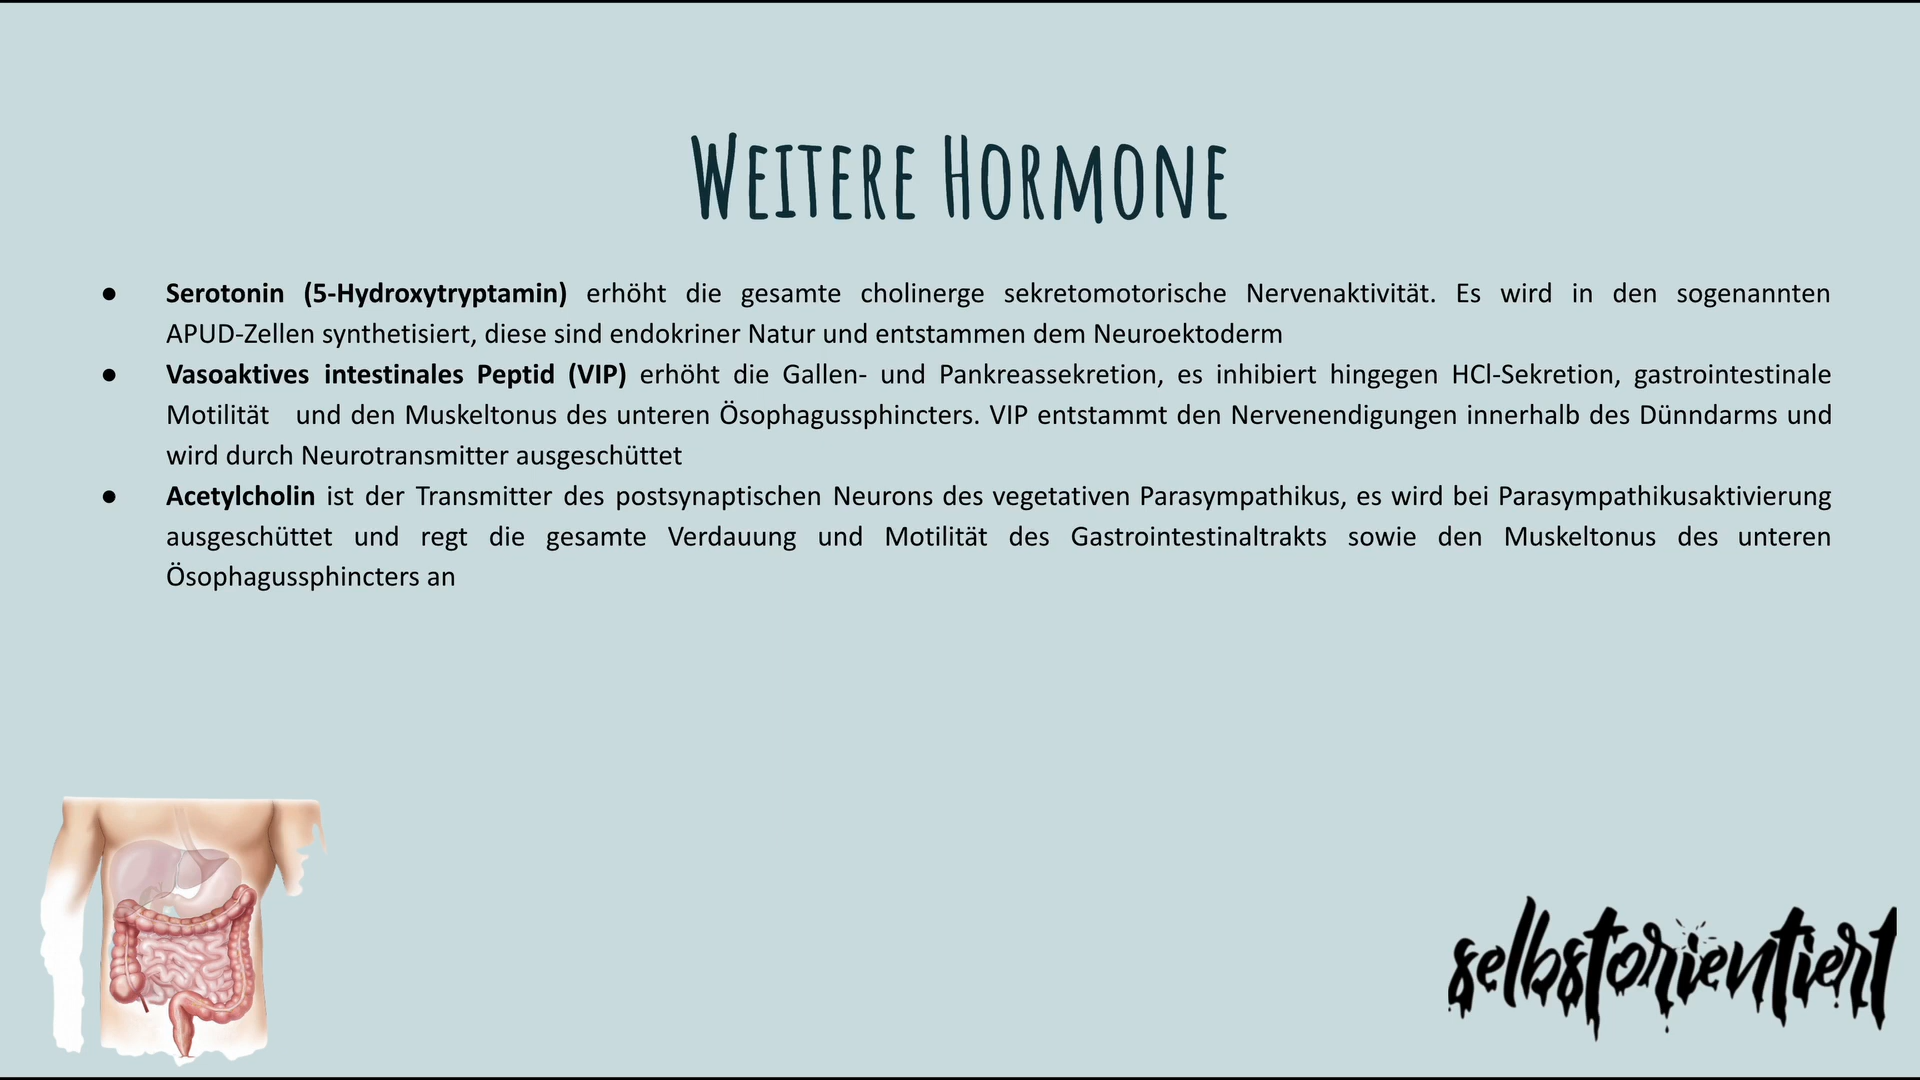 Weitere Hormone
● Serotonin (5-Hydroxytryptamin) erhöht die gesamte cholinerge sekretomotorische Nervenaktivität. Es wird in den sogenannten
APUD-Zellen synthetisiert, diese sind endokriner Natur und entstammen dem Neuroektoderm
● Vasoaktives intestinales Peptid (VIP) erhöht die Gallen- und Pankreassekretion, es inhibiert hingegen HCl-Sekretion, gastrointestinale
Motilität und den Muskeltonus des unteren Ösophagussphincters. VIP entstammt den Nervenendigungen innerhalb des Dünndarms und
wird durch Neurotransmitter ausgeschüttet
● Acetylcholin ist der Transmitter des postsynaptischen Neurons des vegetativen Parasympathikus, es wird bei Parasympathikusaktivierung
ausgeschüttet und regt die gesamte Verdauung und Motilität des Gastrointestinaltrakts sowie den Muskeltonus des unteren
Ösophagussphincters an
selbstorientiert